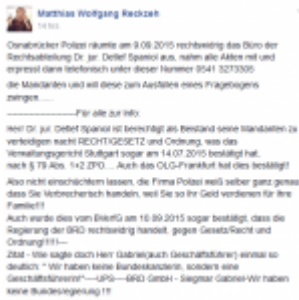 Matthias Wolfgang Reckzeh
Osnabrücker Polizei räumte am 9.09.2015 rechtswidrig das Büro der
Rechtsabteilung Dr. jur. Detlef Spaniol aus, nahm alle Akten mit und
erpresst dann telefonisch unter dieser Nummer 0541 3273305
die Mandanten und will diese zum Ausfüllen eines Fragebogens
zwingen.....
----------------------Für alle zur Info:
Herr Dr. jur. Detlef Spaniol ist berechtigt als Beistand seine Mandanten zu
verteidigen nacht RECHT/GESETZ und Ordnung, was das
Verwaltungsgericht Stuttgart sogar am 14.07.2015 bestätigt hat,
nach § 79 Abs. 1+2 ZPO.... Auch das OLG-Frankfurt hat dies bestätigt!!
Also nicht einschüchtern lassen, die Firma Polizei weiß selber ganz genau
dass Sie Verbrecherisch handeln, weil Sie so Ihr Geld verdienen für Ihre
Familie!!!
Auch wurde dies vom BVerfG am 10.09.2015 sogar bestätigt, dass die
Regierung der BRD rechtswidrig handelt, gegen Gesetz/Recht und
Ordnung!!!!!---
Zitat - Wie sagte doch Herr Gabriel(auch Geschäftsführer) einmal so
deutlich: " Wir haben keine Bundeskanzlerin, sondern eine
Geschäftsführerin!"----UPS----BRD GmbH - Siegmar Gabriel-Wir haben
keine Bundesregierung !!!!